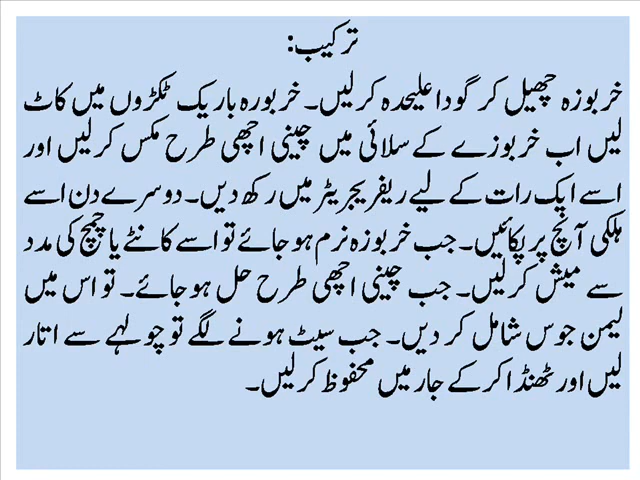 ترکیب:
خربوزہ چھیل کر گودا علیحدہ کرلیں۔ خربورہ باریک ٹکڑوں میں کاٹ
لیں اب خربوزے کے سلائی میں چینی اچھی طرح مکس کرلیں اور
اسے ایک رات کے لیے ریفریجریٹر میں رکھ دیں۔ دوسرے دن اسے
ہلکی آنچ پر پکائیں۔ جب خربوزہ نرم ہو جائے تو اسے کانٹے یا چمچ کی مدد
سے میش کرلیں۔ جب چینی اچھی طرح حل ہو جائے۔ تو اس میں
لیمن جوس شامل کر دیں۔ جب سیٹ ہونے لگے تو چولہے سے اتار
لیں اور ٹھنڈا کر کے جار میں محفوظ کرلیں۔